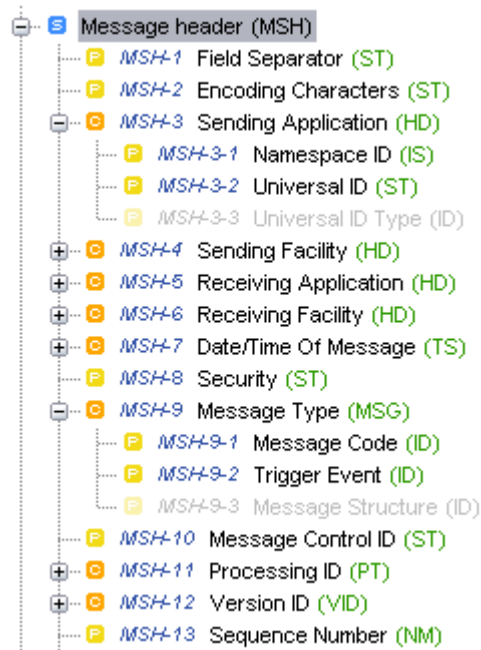 S Message header (MSH)
P MSH-1 Field Separator (ST)
P MSH-2 Encoding Characters (ST)
C MSH-3 Sending Application (HD)
P MSH-3-1 Namespace ID (IS)
P MSH-3-2 Universal ID (ST)
P MSH-3-3 Universal ID Type (ID)
C MSH-4 Sending Facility (HD)
C MSH-5 Receiving Application (HD)
C MSH-6 Receiving Facility (HD)
C MSH-7 Date/Time Of Message (TS)
P MSH-8 Security (ST)
C MSH-9 Message Type (MSG)
P MSH-9-1 Message Code (ID)
P MSH-9-2 Trigger Event (ID)
P MSH-9-3 Message Structure (ID)
P MSH-10 Message Control ID (ST)
C MSH-11 Processing ID (PT)
C MSH-12 Version ID (VID)
P MSH-13 Sequence Number (NM)